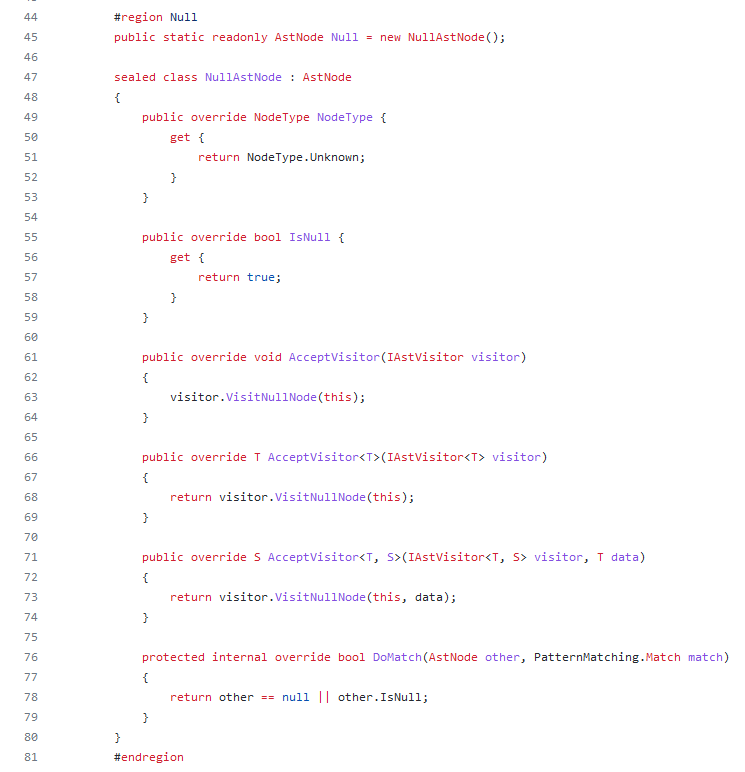 44 #region Null
45 public static readonly AstNode Null = new NullAstNode();
46
47 sealed class NullAstNode : AstNode
48 {
49 public override NodeType NodeType {
50 get {
51 return NodeType.Unknown;
52 }
53 }
54
55 public override bool IsNull {
56 get {
57 return true;
58 }
59 }
60
61 public override void AcceptVisitor(IAstVisitor visitor)
62 {
63 visitor.VisitNullNode(this);
64 }
65
66 public override T AcceptVisitor<T>(IAstVisitor<T> visitor)
67 {
68 return visitor.VisitNullNode(this);
69 }
70
71 public override S AcceptVisitor<T, S>(IAstVisitor<T, S> visitor, T data)
72 {
73 return visitor.VisitNullNode(this, data);
74 }
75
76 protected internal override bool DoMatch(AstNode other, PatternMatching.Match match)
77 {
78 return other == null || other.IsNull;
79 }
80 }
81 #endregion